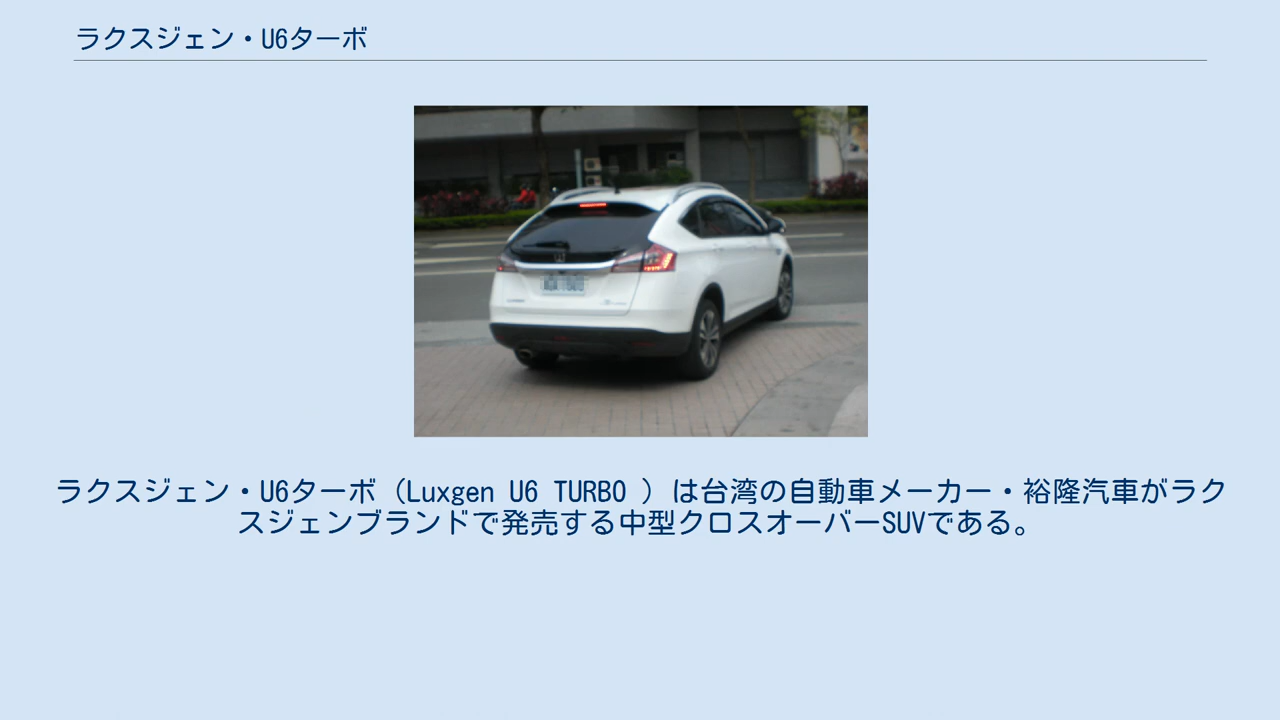 ラクスジェン・U6ターボ
ラクスジェン・U6ターボ（Luxgen U6 TURBO ）は台湾の自動車メーカー・裕隆汽車がラク
スジェンブランドで発売する中型クロスオーバーSUVである。